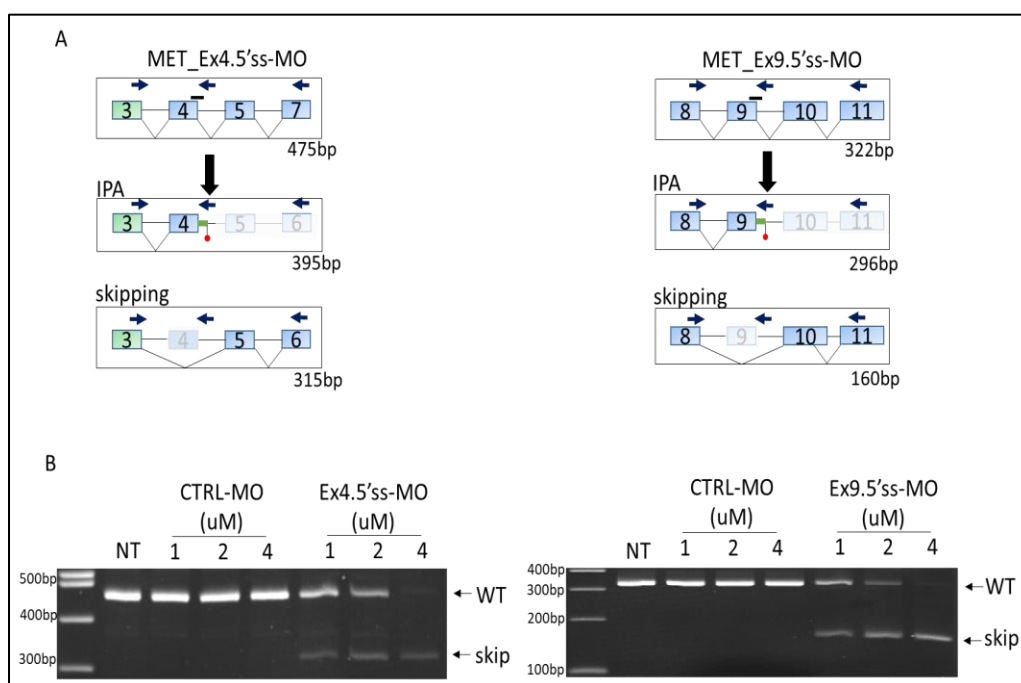 A
MET_Ex4.5'ss-MO
3 4 5 7
475bp
IPA
3 4 5 6
395bp
skipping
3 4 5 6
315bp
MET_Ex9.5'ss-MO
8 9 10 11
322bp
IPA
8 9 10 11
296bp
skipping
8 9 10 11
160bp
B
CTRL-MO Ex4.5'ss-MO
(uM) (uM)
NT 1 2 4 1 2 4
500bp
WT
400bp
skip
300bp
CTRL-MO Ex9.5'ss-MO
(uM) (uM)
NT 1 2 4 1 2 4
400bp
300bp WT
200bp
skip
100bp